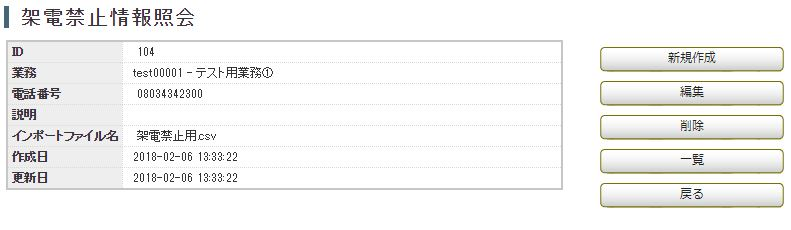 架電禁止情報照会
ID 104
業務 test00001 - テスト用業務①
電話番号 08034342300
説明
インポートファイル名 架電禁止用.csv
作成日 2018-02-06 13:33:22
更新日 2018-02-06 13:33:22
新規作成
編集
削除
一覧
戻る